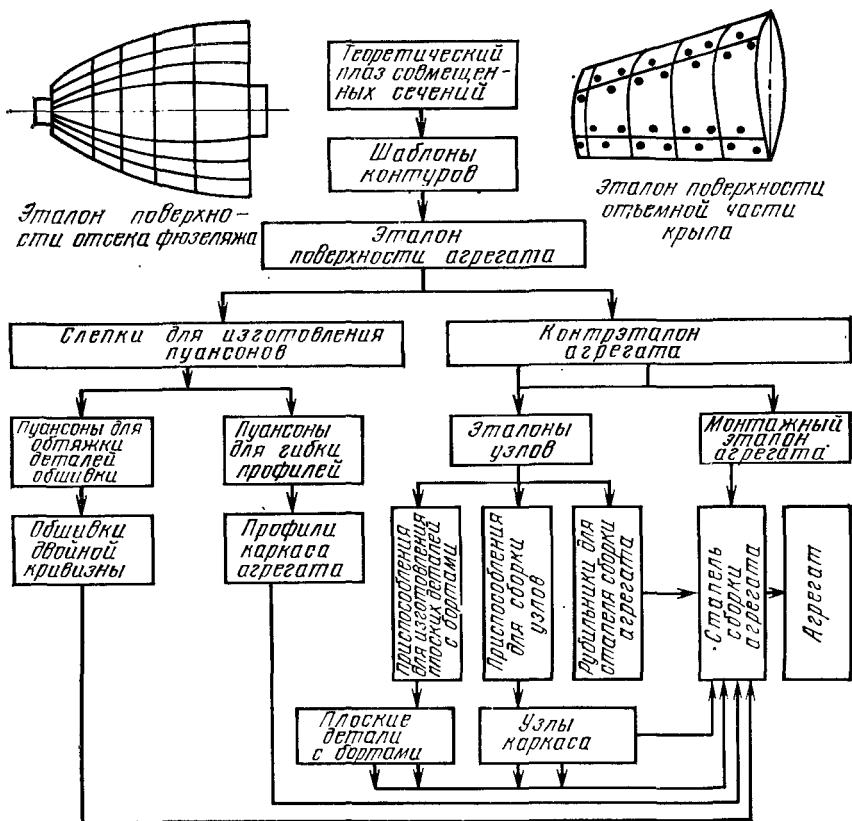 Теоретический
плаз совмещен-
ных сечений
Шаблоны
контуров
Эталон поверхно-
сти отсека фюзеляжа
Эталон поверхности
отъемной части
крыла
Эталон
поверхности агрегата
Слепки для изготовления
пуансонов
Контрэталон
агрегата
Пуансоны для
обтяжки
деталей
обшивки
Пуансоны
для гибки
профилей
Эталоны
узлов
Монтажный
эталон
агрегата
Обшивки
двойной
кривизны
Профили
каркаса
агрегата
Приспособления
для изготовления
плоских деталей
с бортами
Приспособления
для сборки
узлов
Рубильники для
стапеля сборки
агрегата
Стапель
сборки
агрегата
Агрегат
Плоские
детали
с бортами
Узлы
каркаса